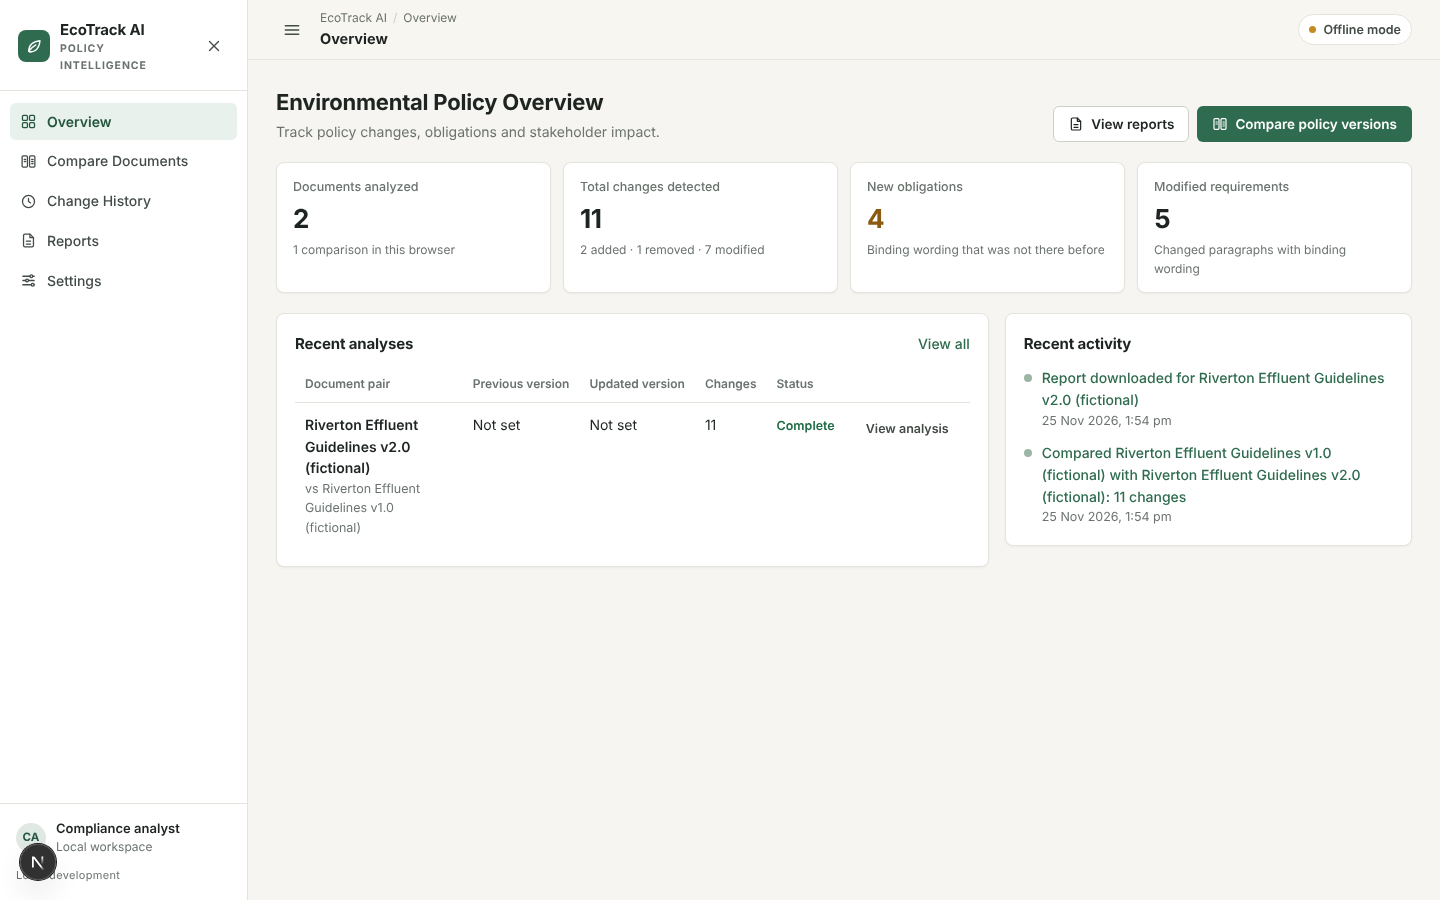 EcoTrack AI
POLICY
INTELLIGENCE
Overview
Compare Documents
Change History
Reports
Settings
Compliance analyst
CA
Local workspace
N
development
EcoTrack AI / Overview
Overview
Offline mode
Environmental Policy Overview
Track policy changes, obligations and stakeholder impact.
View reports
Compare policy versions
Documents analyzed
2
1 comparison in this browser
Total changes detected
11
2 added · 1 removed · 7 modified
New obligations
4
Binding wording that was not there before
Modified requirements
5
Changed paragraphs with binding
wording
Recent analyses
View all
Document pair Previous version Updated version Changes Status
Riverton Effluent Not set Not set 11 Complete View analysis
Guidelines v2.0
(fictional)
vs Riverton Effluent
Guidelines v1.0
(fictional)
Recent activity
Report downloaded for Riverton Effluent Guidelines
v2.0 (fictional)
25 Nov 2026, 1:54 pm
Compared Riverton Effluent Guidelines v1.0
(fictional) with Riverton Effluent Guidelines v2.0
(fictional): 11 changes
25 Nov 2026, 1:54 pm